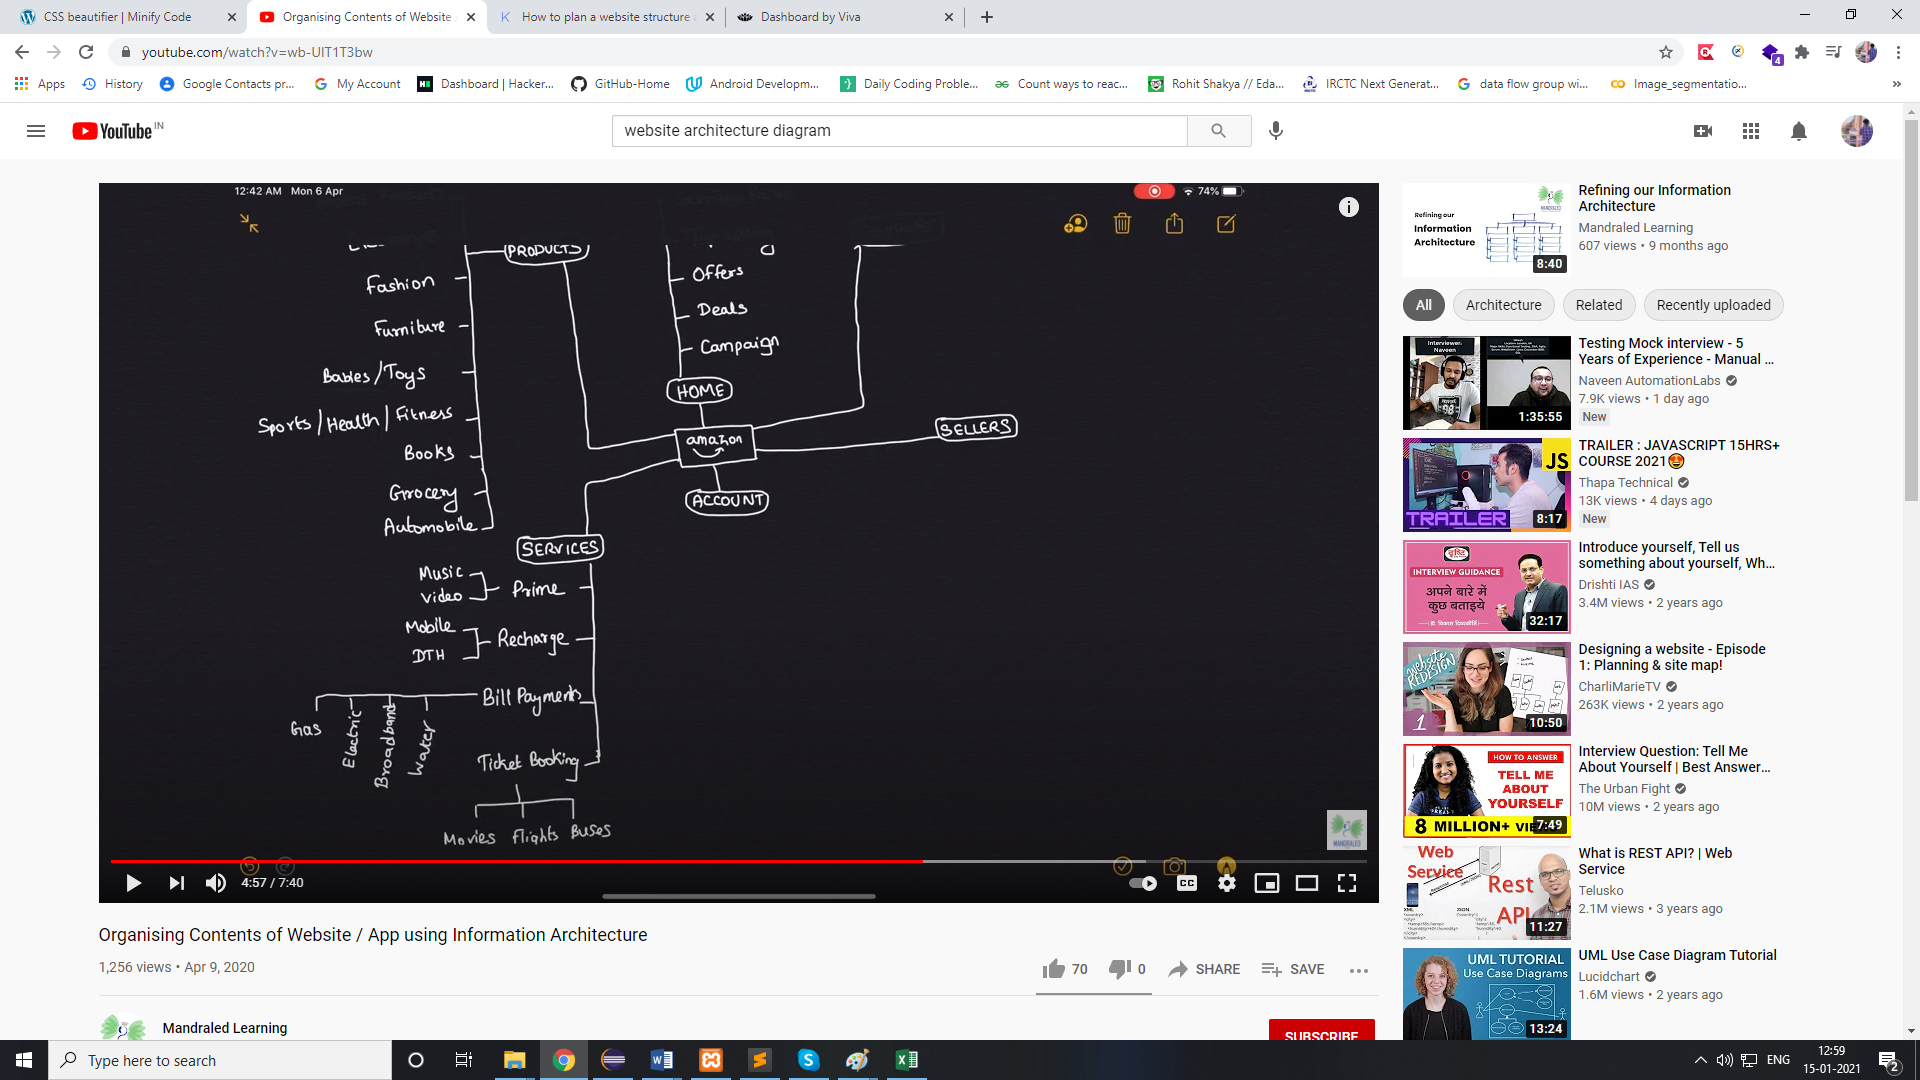 CSS beautifier | Minify Code
Organising Contents of Website
How to plan a website structure
Dashboard by Viva
youtube.com/watch?v=wb-UIT1T3bw
Apps
History
Google Contacts pr...
My Account
Dashboard | Hacker...
GitHub-Home
Android Developm...
Daily Coding Proble...
Count ways to reac...
Rohit Shakya // Eda...
IRCTC Next Generat...
data flow group wi...
Image_segmentatio...
4
YouTube IN
website architecture diagram
12:42 AM Mon 6 Apr
74%
PRODUCTS
Fashion
Furniture
Babies/Toys
Sports/Health/Fitness
Books
Grocery
Automobile
Offers
Deals
Campaign
HOME
amazon
SELLERS
ACCOUNT
SERVICES
Music
Video
Prime
Mobile
DTH
Recharge
Bill Payments
Gas
Electric
Broadband
Water
Ticket Booking
Movies Flights Buses
MANDRALED
4:57 / 7:40
CC
Organising Contents of Website / App using Information Architecture
1,256 views • Apr 9, 2020
70
0
SHARE
SAVE
Mandraled Learning
SUBSCRIBE
Refining our
Information
Architecture
8:40
Refining our Information
Architecture
Mandraled Learning
607 views • 9 months ago
All
Architecture
Related
Recently uploaded
Interviewer:
Naveen
1:35:55
Testing Mock interview - 5
Years of Experience - Manual ...
Naveen AutomationLabs
7.9K views • 1 day ago
New
JS
TRAILER
8:17
TRAILER : JAVASCRIPT 15HRS+
COURSE 2021🤩
Thapa Technical
13K views • 4 days ago
New
INTERVIEW GUIDANCE
अपने बारे में
कुछ बताइये
32:17
Introduce yourself, Tell us
something about yourself, Wh...
Drishti IAS
3.4M views • 2 years ago
WEBSITE
REDESIGN
1
10:50
Designing a website - Episode
1: Planning & site map!
CharliMarieTV
263K views • 2 years ago
HOW TO ANSWER
TELL ME
ABOUT
YOURSELF
8 MILLION+ VIE
7:49
Interview Question: Tell Me
About Yourself | Best Answer...
The Urban Fight
10M views • 2 years ago
Web
Service
Rest
API
11:27
What is REST API? | Web
Service
Telusko
2.1M views • 3 years ago
UML TUTORIAL
Use Case Diagrams
13:24
UML Use Case Diagram Tutorial
Lucidchart
1.6M views • 2 years ago
Type here to search
ENG
12:59
15-01-2021
2